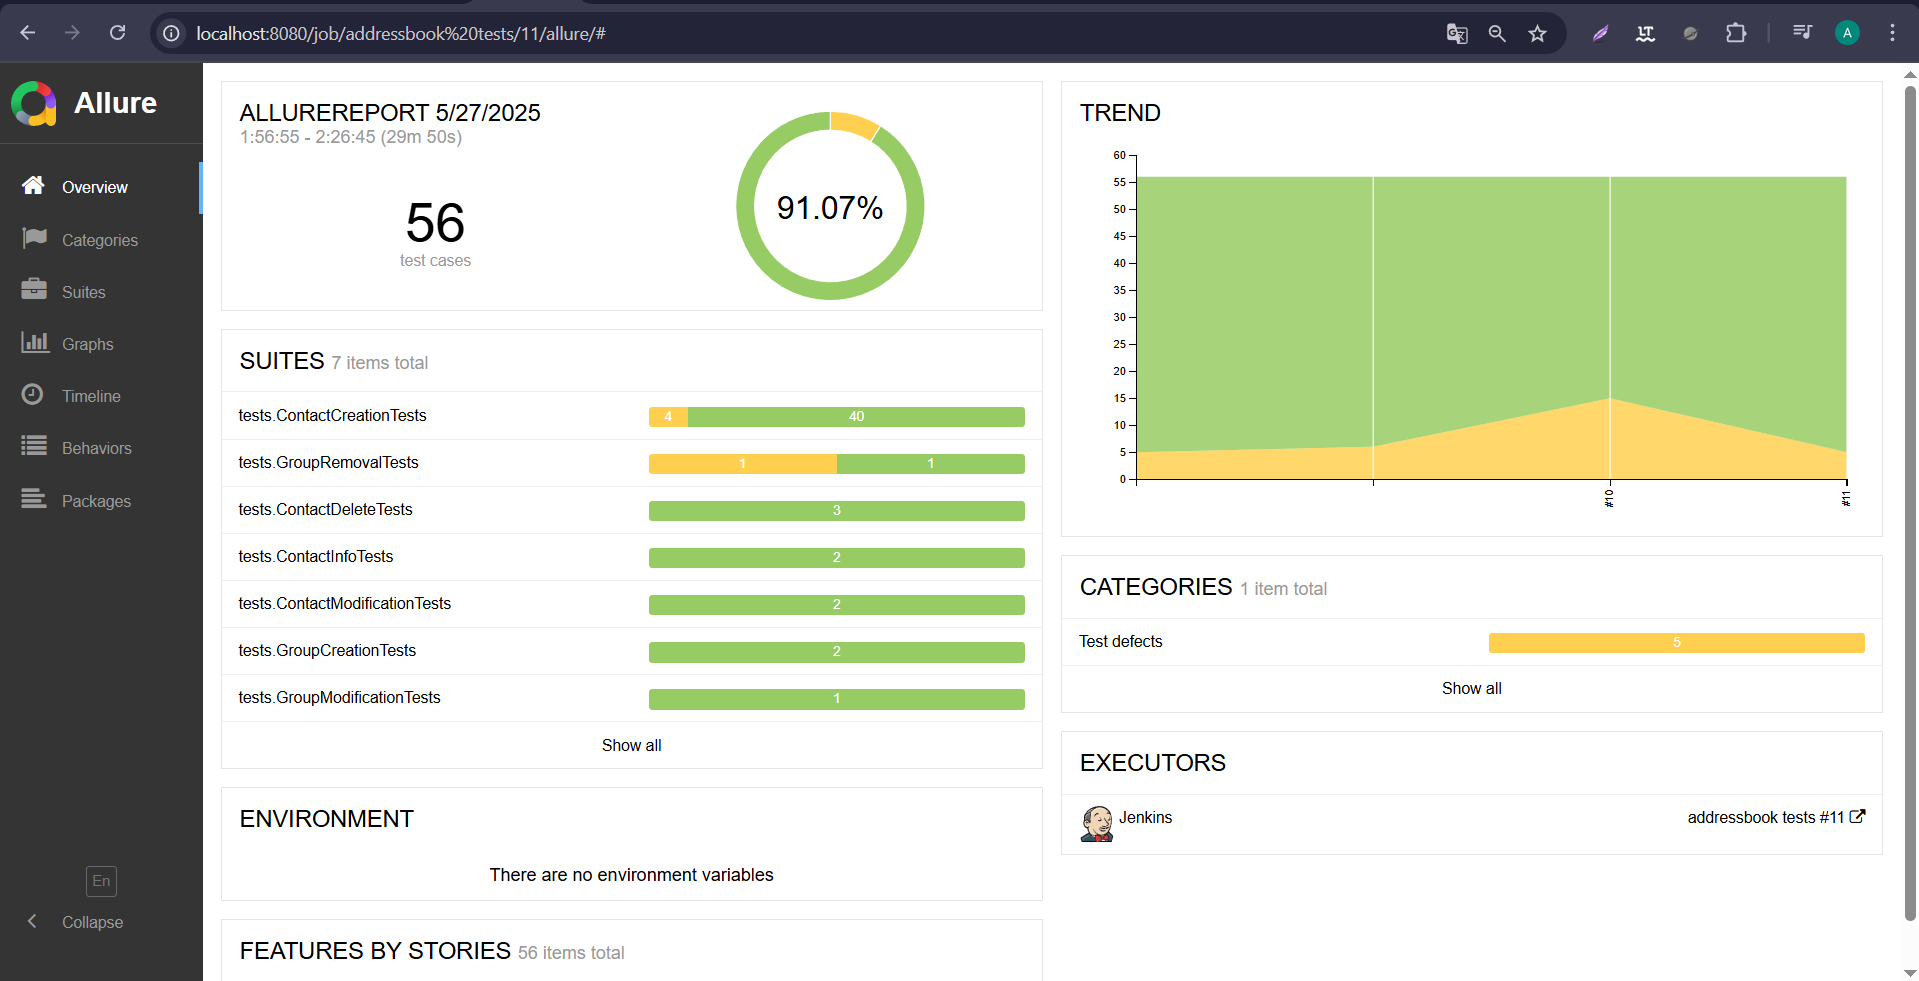 localhost:8080/job/addressbook%20tests/11/allure/#
A
Allure
Overview
Categories
Suites
Graphs
Timeline
Behaviors
Packages
En
Collapse
ALLUREREPORT 5/27/2025
1:56:55 - 2:26:45 (29m 50s)
56
test cases
91.07%
SUITES 7 items total
tests.ContactCreationTests 4 40
tests.GroupRemovalTests 1 1
tests.ContactDeleteTests 3
tests.ContactInfoTests 2
tests.ContactModificationTests 2
tests.GroupCreationTests 2
tests.GroupModificationTests 1
Show all
ENVIRONMENT
There are no environment variables
FEATURES BY STORIES 56 items total
TREND
60
55
50
45
40
35
30
25
20
15
10
5
0
#10
#11
CATEGORIES 1 item total
Test defects 5
Show all
EXECUTORS
Jenkins addressbook tests #11